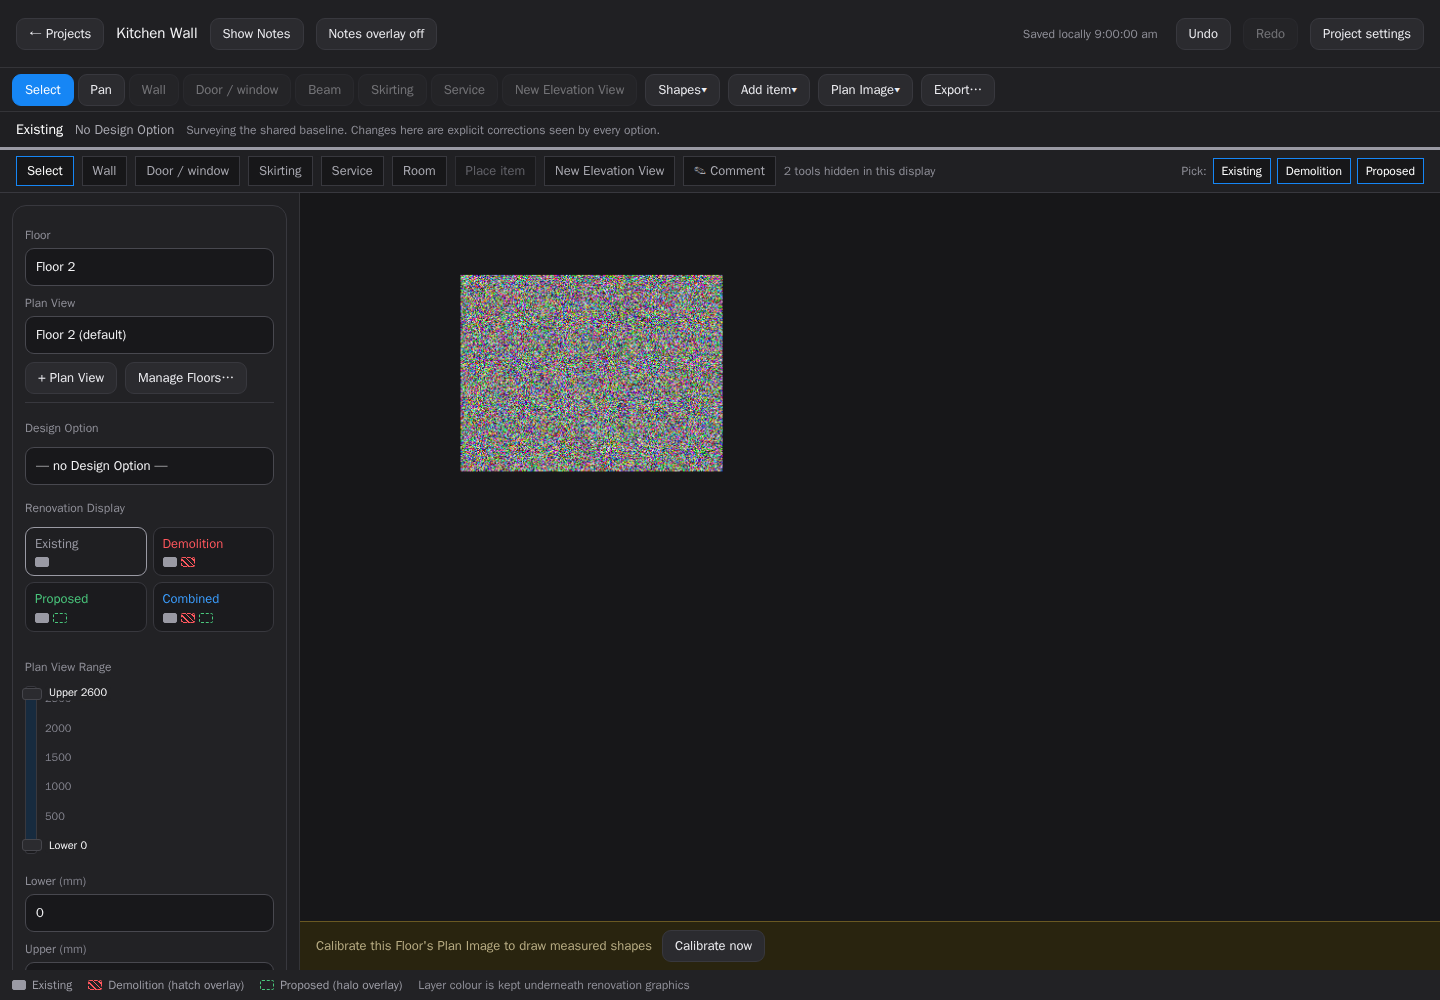 ← Projects Kitchen Wall Show Notes Notes overlay off Saved locally 9:00:00 am Undo Redo Project settings
Select Pan Wall Door / window Beam Skirting Service New Elevation View Shapes▾ Add item▾ Plan Image▾ Export…
Existing No Design Option Surveying the shared baseline. Changes here are explicit corrections seen by every option.
Select Wall Door / window Skirting Service Room Place item New Elevation View ✎ Comment 2 tools hidden in this display Pick: Existing Demolition Proposed
Floor
Floor 2
Plan View
Floor 2 (default)
+ Plan View Manage Floors…
Design Option
— no Design Option —
Renovation Display
Existing Demolition
Proposed Combined
Plan View Range
Upper 2600
2000
1500
1000
500
Lower 0
Lower (mm)
0
Upper (mm)
Calibrate this Floor's Plan Image to draw measured shapes Calibrate now
Existing Demolition (hatch overlay) Proposed (halo overlay) Layer colour is kept underneath renovation graphics